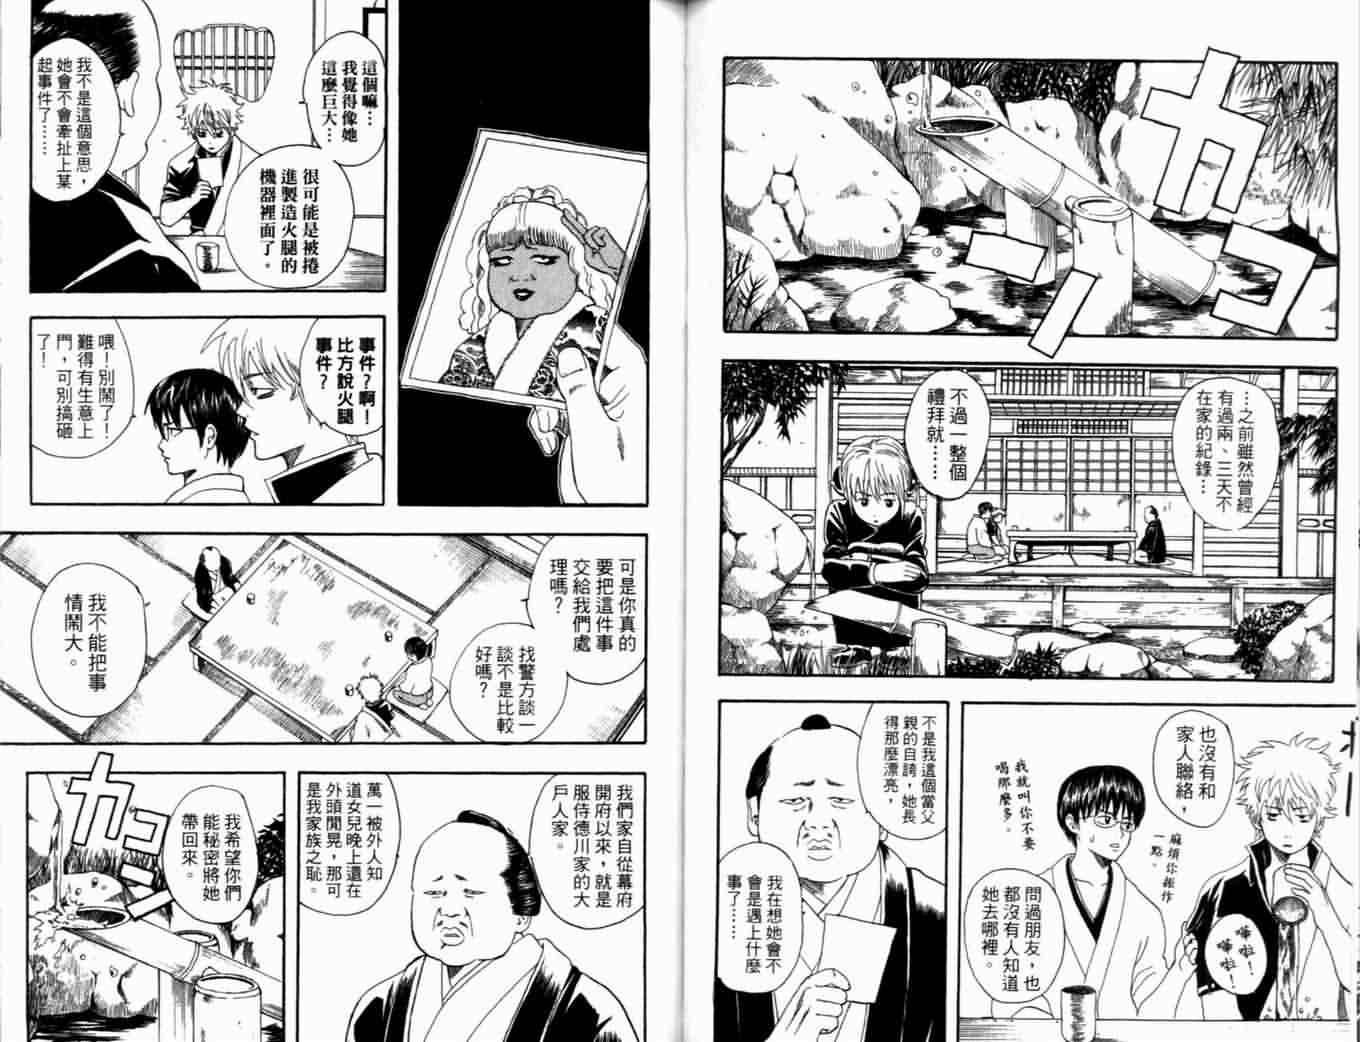 カコーン
…之前雖然曾經
有過兩、三天不
在家的紀錄…
不過一整個
禮拜就……
也沒有和
家人聯絡，
麻煩你振作
一點。
我就叫你不要
喝那麼多。
嘩啦！
嘩啦！
問過朋友，也
都沒有人知道
她去哪裡。
不是我這個當父
親的自誇，她長
得那麼漂亮，
我在想她會不
會是遇上什麼
事了……
這個嘛…
我覺得像她
這麼巨大…
很可能是被捲
進製造火腿的
機器裡面了。
我不是這個意思，
她會不會牽扯上某
起事件了……
事件？啊！
比方說火腿
事件？
喂！別鬧了！
難得有生意上
門，可別搞砸
了！
可是你真的
要把這件事
交給我們處
理嗎？
找警方談一
談不是比較
好嗎？
我不能把事
情鬧大。
我們家自從幕府
開府以來，就是
服侍德川家的大
戶人家。
萬一被外人知
道女兒晚上還在
外頭閒晃，那可
是我家族之恥。
我希望你們
能秘密將她
帶回來。
カコーン